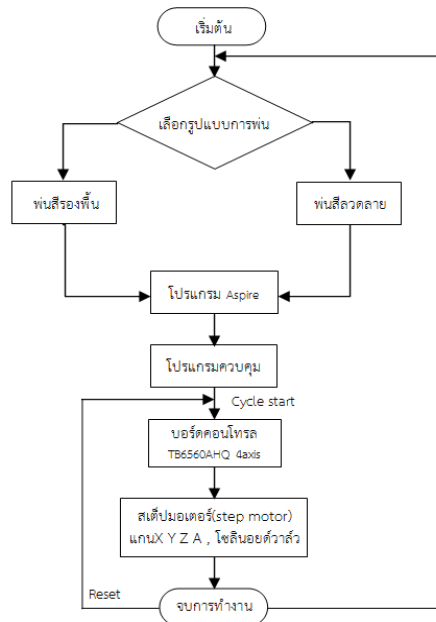 เริ่มต้น
เลือกรูปแบบการพ่น
พ่นสีรองพื้น
พ่นสีลวดลาย
โปรแกรม Aspire
โปรแกรมควบคุม
Cycle start
บอร์ดคอนโทรล
TB6560AHQ 4axis
สเต็ปมอเตอร์(step motor)
แกนX Y Z A , โซลินอยด์วาล์ว
Reset
จบการทำงาน